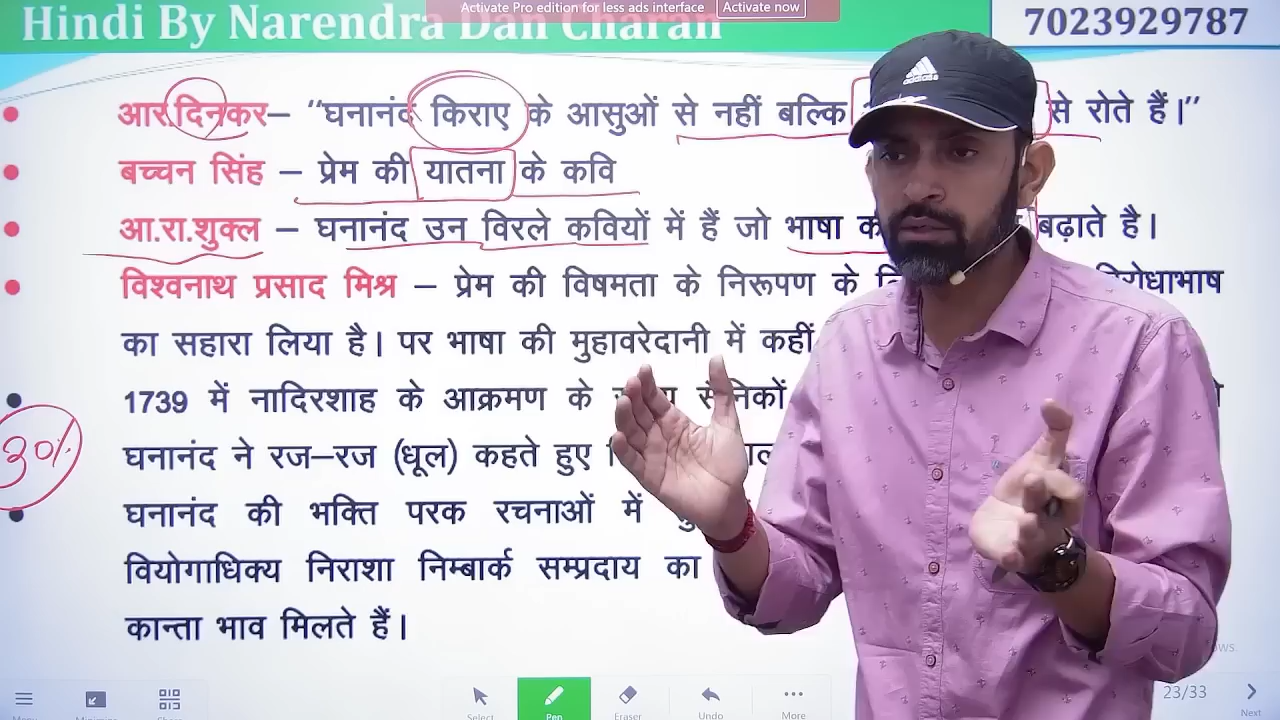 Hindi By Narendra Dan Charan
Activate Pro edition for less ads interface Activate now
7023929787
आर.दिनकर– “घनानंद किराए के आसुओं से नहीं बल्कि से रोते हैं।”
बच्चन सिंह – प्रेम की यातना के कवि
आ.रा.शुक्ल – घनानंद उन विरले कवियों में हैं जो भाषा बढ़ाते है।
विश्वनाथ प्रसाद मिश्र – प्रेम की विषमता के निरूपण के
का सहारा लिया है। पर भाषा की मुहावरेदानी में कहीं
1739 में नादिरशाह के आक्रमण के
30%
घनानंद ने रज–रज (धूल) कहते हुए
घनानंद की भक्ति परक रचनाओं में
वियोगाधिक्य निराशा निम्बार्क सम्प्रदाय का
कान्ता भाव मिलते हैं।
adidas
Menu Share Select Pen Eraser Undo More 23/33 Next